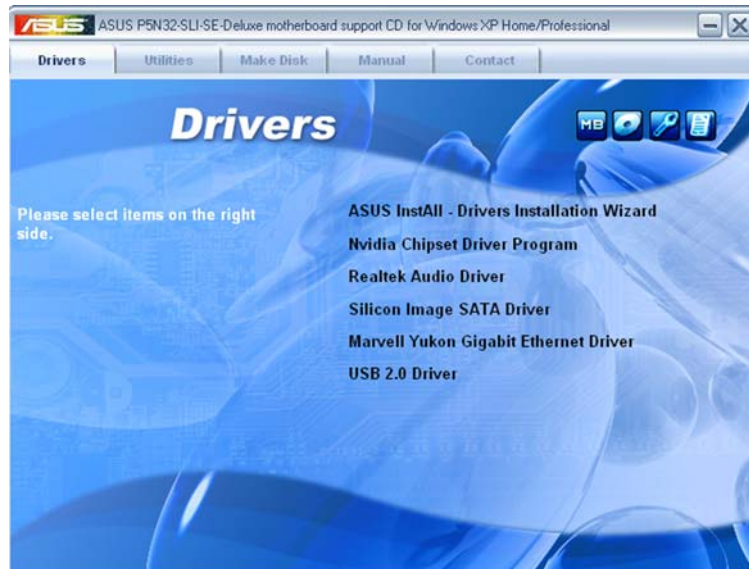 ASUS ASUS P5N32-SLI-SE-Deluxe motherboard support CD for Windows XP Home/Professional
Drivers Utilities Make Disk Manual Contact
Drivers
MB
Please select items on the right
side.
ASUS InstAll - Drivers Installation Wizard
Nvidia Chipset Driver Program
Realtek Audio Driver
Silicon Image SATA Driver
Marvell Yukon Gigabit Ethernet Driver
USB 2.0 Driver